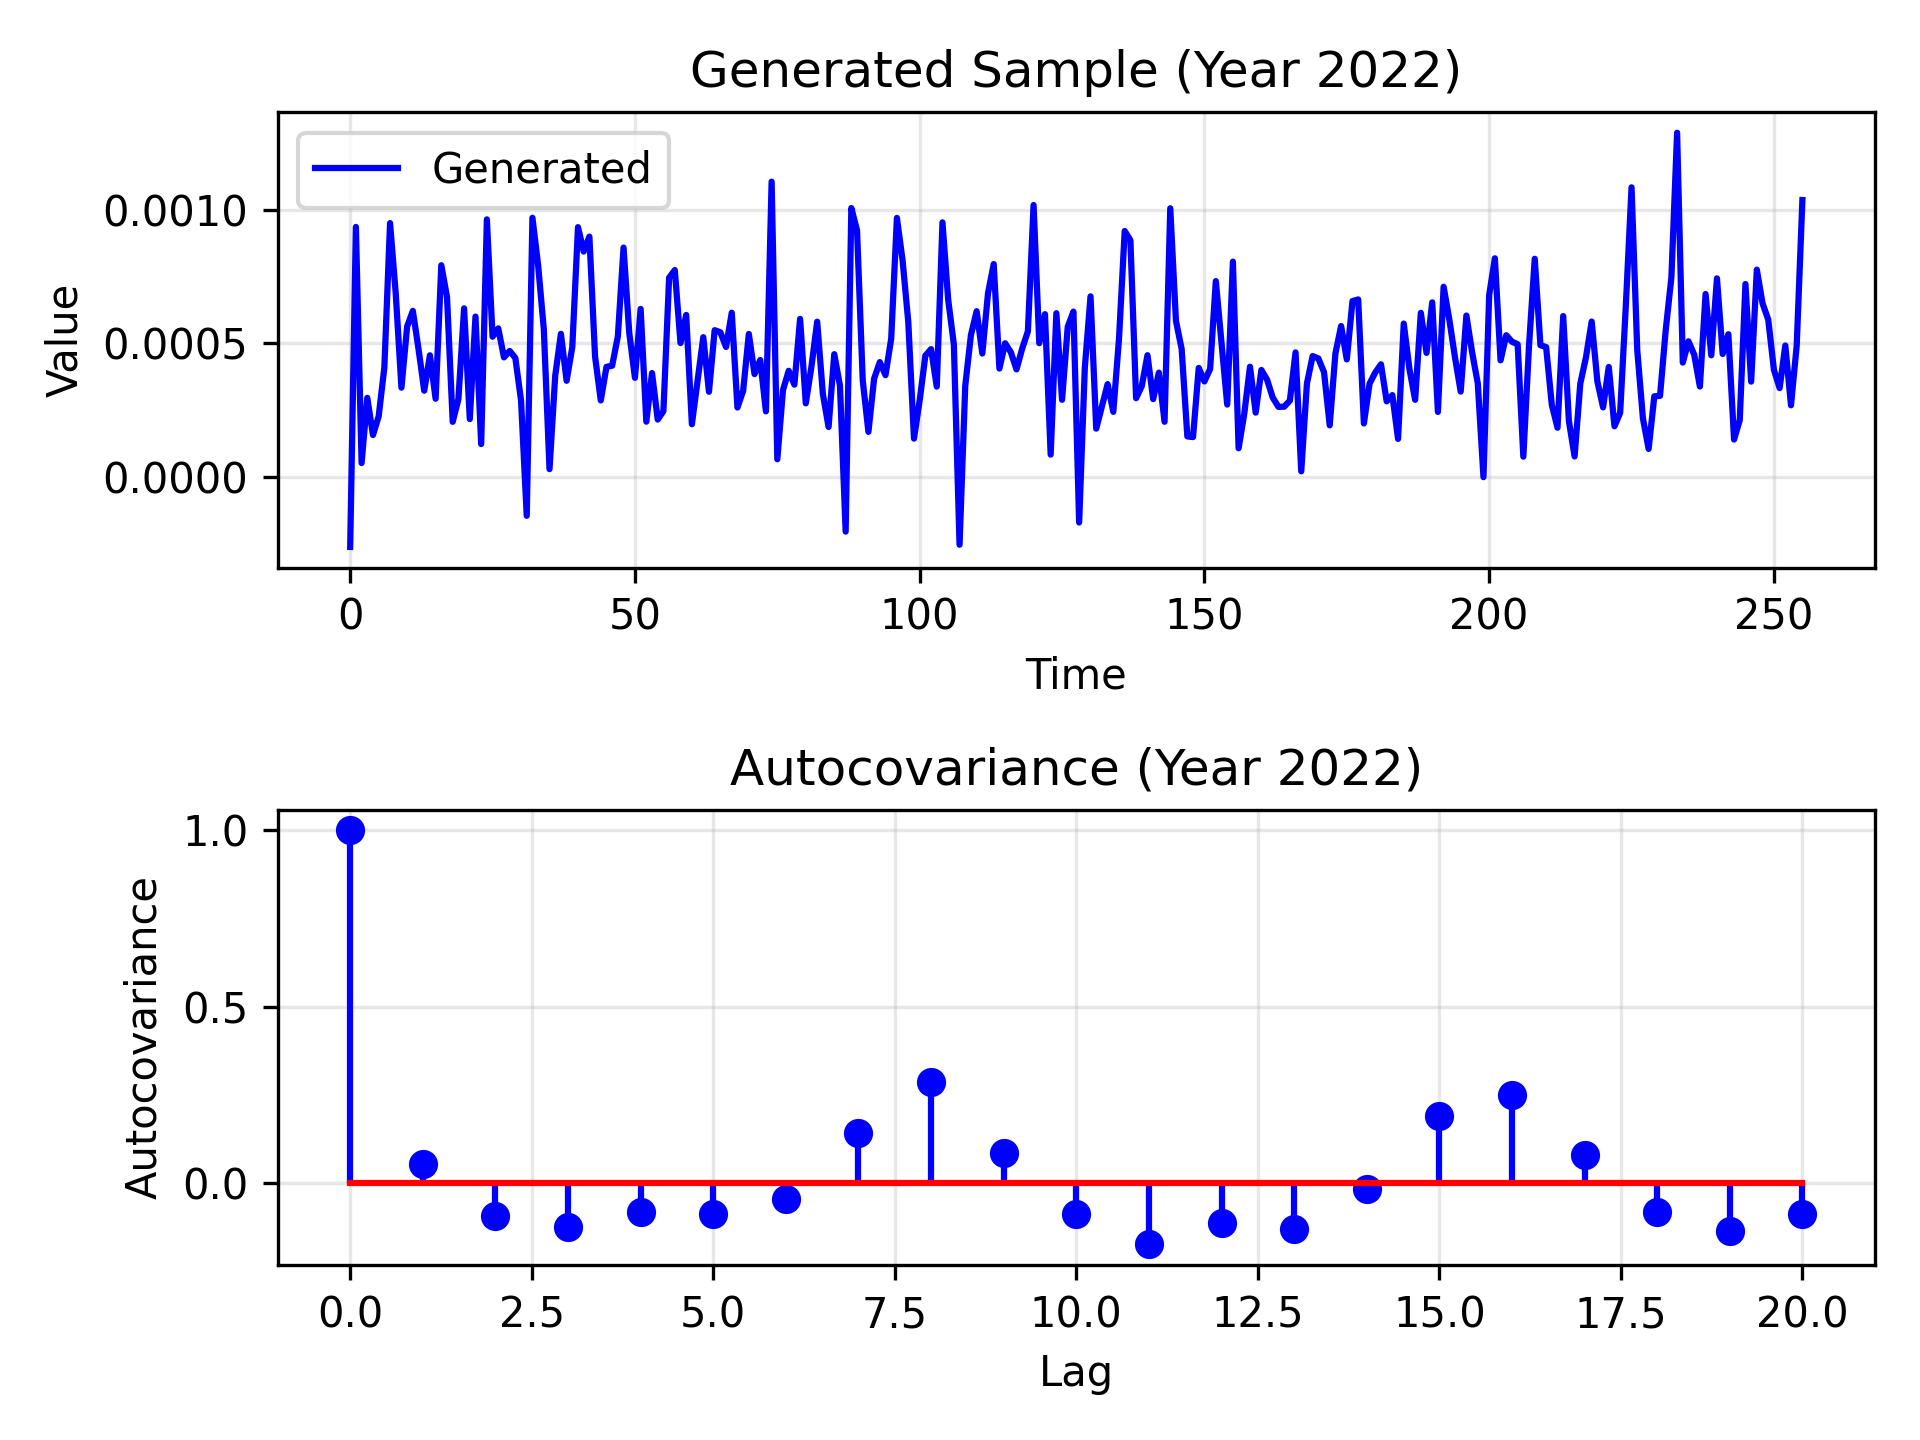 Generated Sample (Year 2022)
Generated
0.0010
0.0005
0.0000
Value
0 50 100 150 200 250
Time
Autocovariance (Year 2022)
1.0
0.5
0.0
Autocovariance
0.0 2.5 5.0 7.5 10.0 12.5 15.0 17.5 20.0
Lag